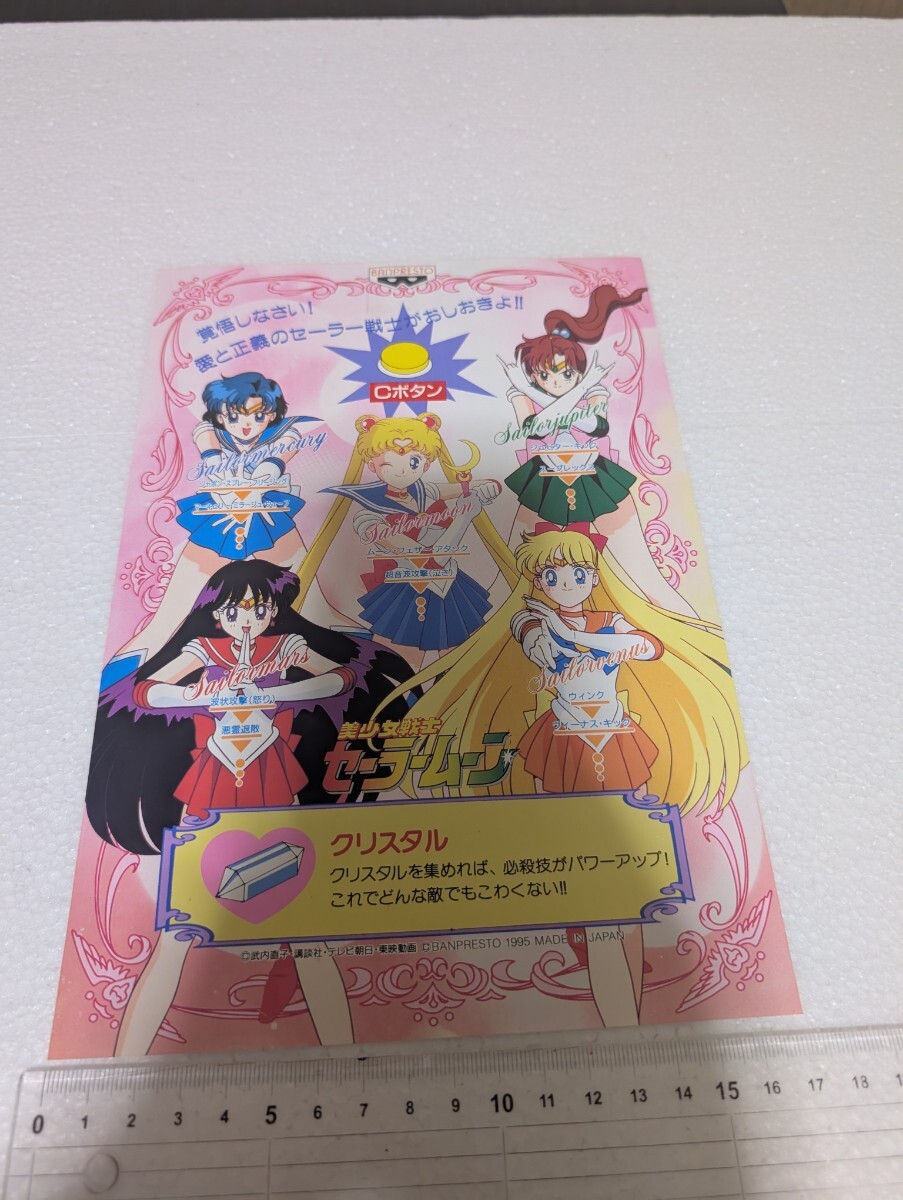 BANPRESTO
覚悟しなさい!
愛と正義のセーラー戦士がおしおきよ!!
Cボタン
Sailormercury
Sailorjupiter
Sailormoon
ムーン・フェザー・アタック
超音波攻撃(泣き)
Sailormars
波状攻撃(怒り)
悪霊退散
Sailorvenus
ウィンク
ヴィーナス・キック
美少女戦士
セーラームーン
クリスタル
クリスタルを集めれば、必殺技がパワーアップ!
これでどんな敵でもこわくない!!
©武内直子・講談社・テレビ朝日・東映動画 ©BANPRESTO 1995 MADE IN JAPAN
0 1 2 3 4 5 6 7 8 9 10 11 12 13 14 15 16 17 18